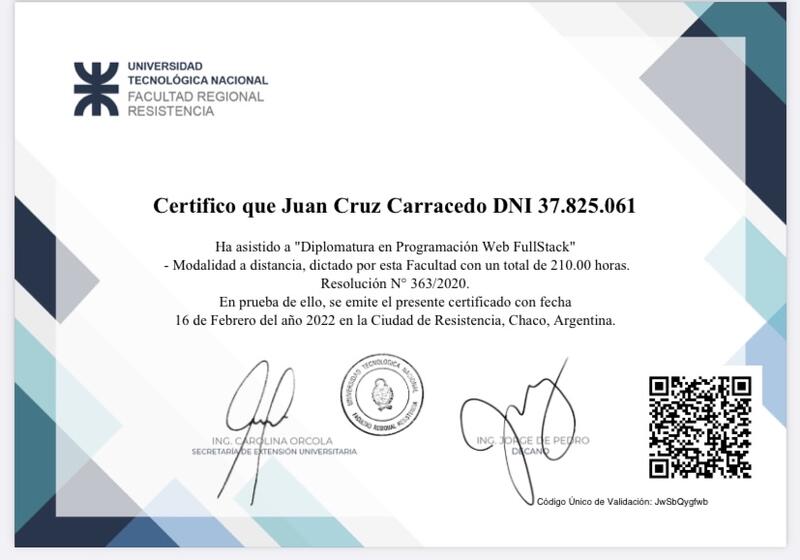 UNIVERSIDAD
TECNOLÓGICA NACIONAL
FACULTAD REGIONAL
RESISTENCIA
Certifico que Juan Cruz Carracedo DNI 37.825.061
Ha asistido a "Diplomatura en Programación Web FullStack"
- Modalidad a distancia, dictado por esta Facultad con un total de 210.00 horas.
Resolución N° 363/2020.
En prueba de ello, se emite el presente certificado con fecha
16 de Febrero del año 2022 en la Ciudad de Resistencia, Chaco, Argentina.
UNIVERSIDAD TECNOLOGICA NACIONAL
FACULTAD REGIONAL RESISTENCIA
ING. CAROLINA ORCOLA
SECRETARÍA DE EXTENSIÓN UNIVERSITARIA
ING. JORGE DE PEDRO
DECANO
Código Único de Validación: JwSbQygfwb